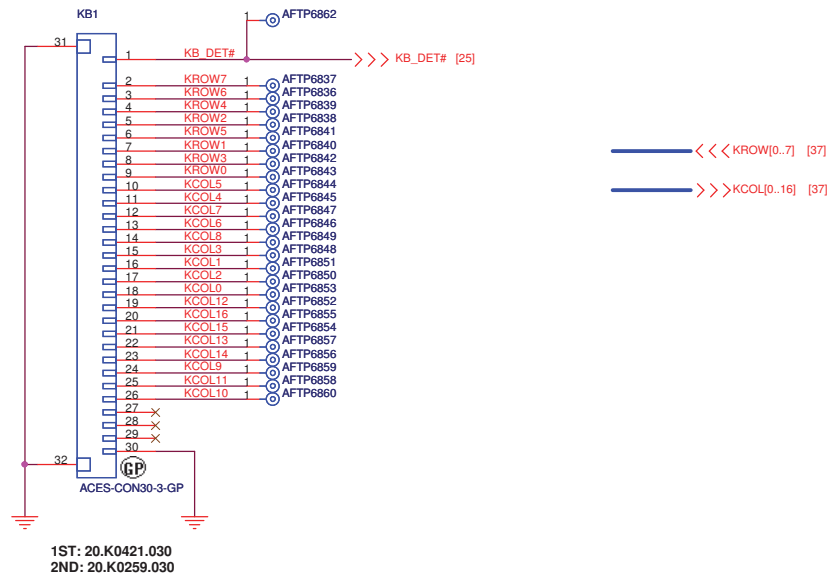 KB1
1 AFTP6862
31
1 KB_DET# KB_DET# [25]
2 KROW7 1 AFTP6837
3 KROW6 1 AFTP6836
4 KROW4 1 AFTP6839
5 KROW2 1 AFTP6838
6 KROW5 1 AFTP6841
7 KROW1 1 AFTP6840
8 KROW3 1 AFTP6842
9 KROW0 1 AFTP6843
10 KCOL5 1 AFTP6844
11 KCOL4 1 AFTP6845
12 KCOL7 1 AFTP6847
13 KCOL6 1 AFTP6846
14 KCOL8 1 AFTP6849
15 KCOL3 1 AFTP6848
16 KCOL1 1 AFTP6851
17 KCOL2 1 AFTP6850
18 KCOL0 1 AFTP6853
19 KCOL12 1 AFTP6852
20 KCOL16 1 AFTP6855
21 KCOL15 1 AFTP6854
22 KCOL13 1 AFTP6857
23 KCOL14 1 AFTP6856
24 KCOL9 1 AFTP6859
25 KCOL11 1 AFTP6858
26 KCOL10 1 AFTP6860
27
28
29
30
32
GP
ACES-CON30-3-GP
1ST: 20.K0421.030
2ND: 20.K0259.030
KROW[0..7] [37]
KCOL[0..16] [37]